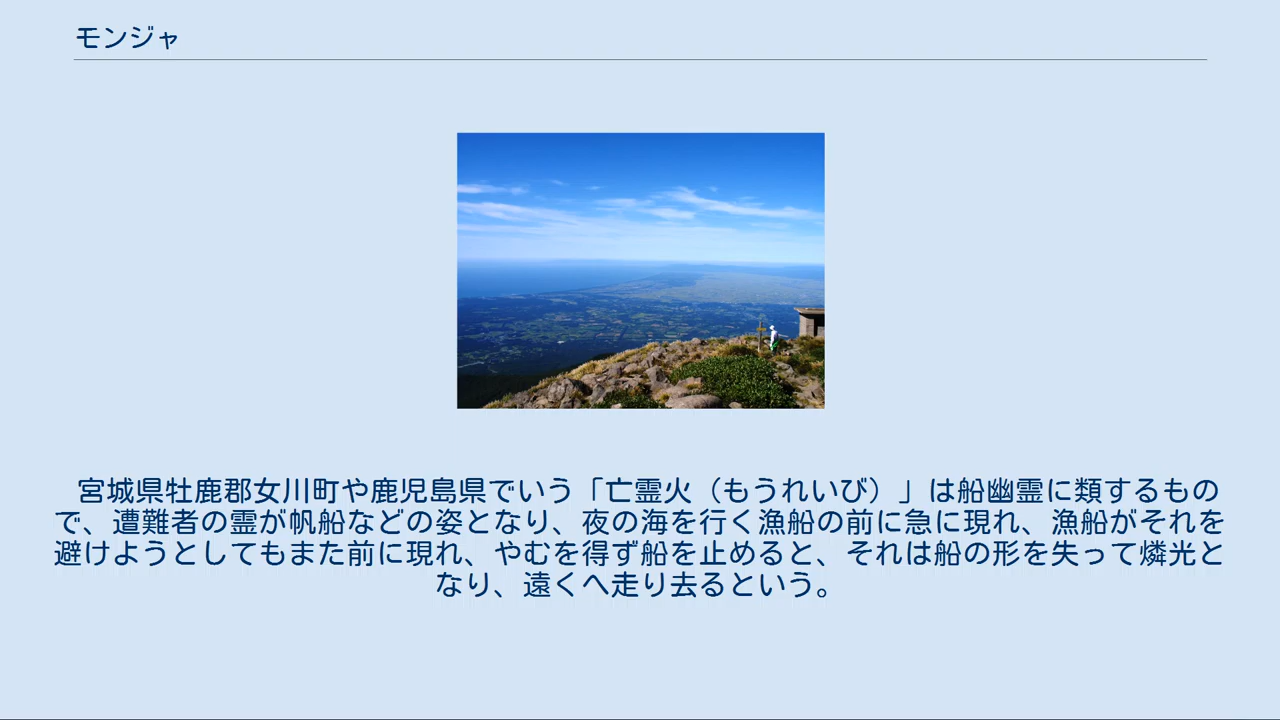 モンジャ
宮城県牡鹿郡女川町や鹿児島県でいう「亡霊火（もうれいび）」は船幽霊に類するもの
で、遭難者の霊が帆船などの姿となり、夜の海を行く漁船の前に急に現れ、漁船がそれを
避けようとしてもまた前に現れ、やむを得ず船を止めると、それは船の形を失って燐光と
なり、遠くへ走り去るという。